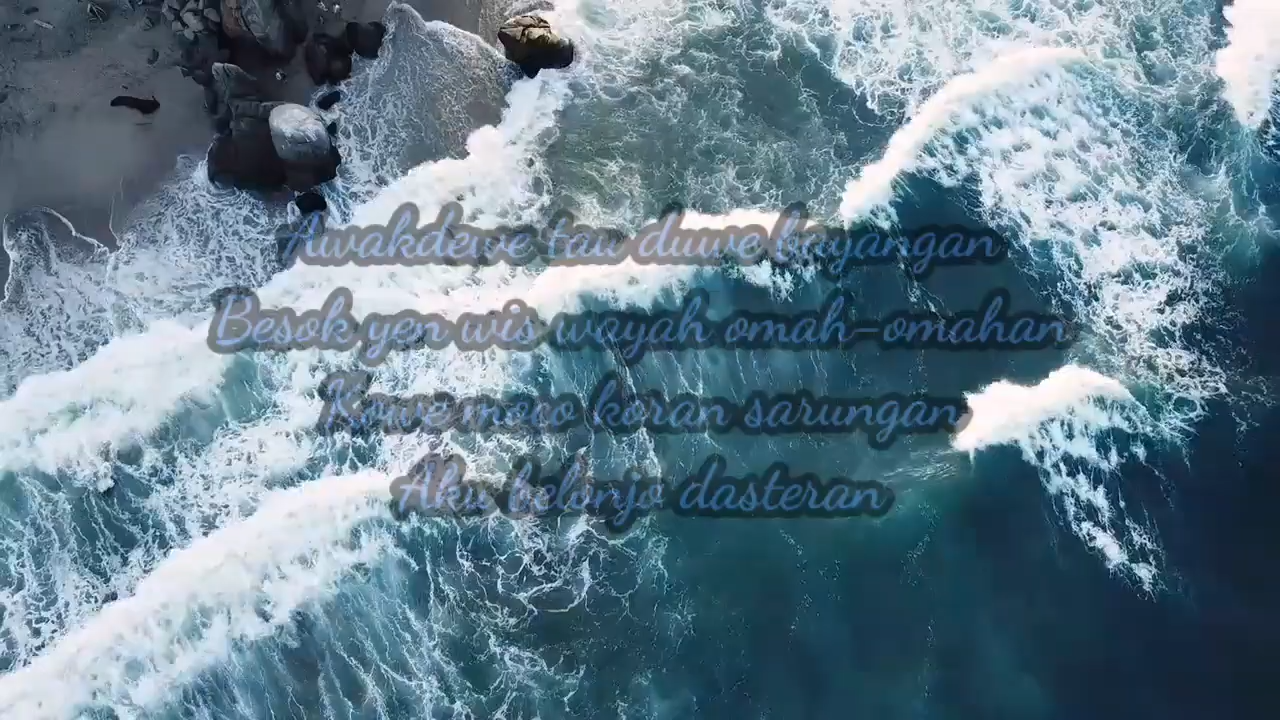 Awakdewe tau duwe bayangan
Besok yen wis wayah omah-omahan
Kowe moco koran sarungan
Aku belonjo dasteran